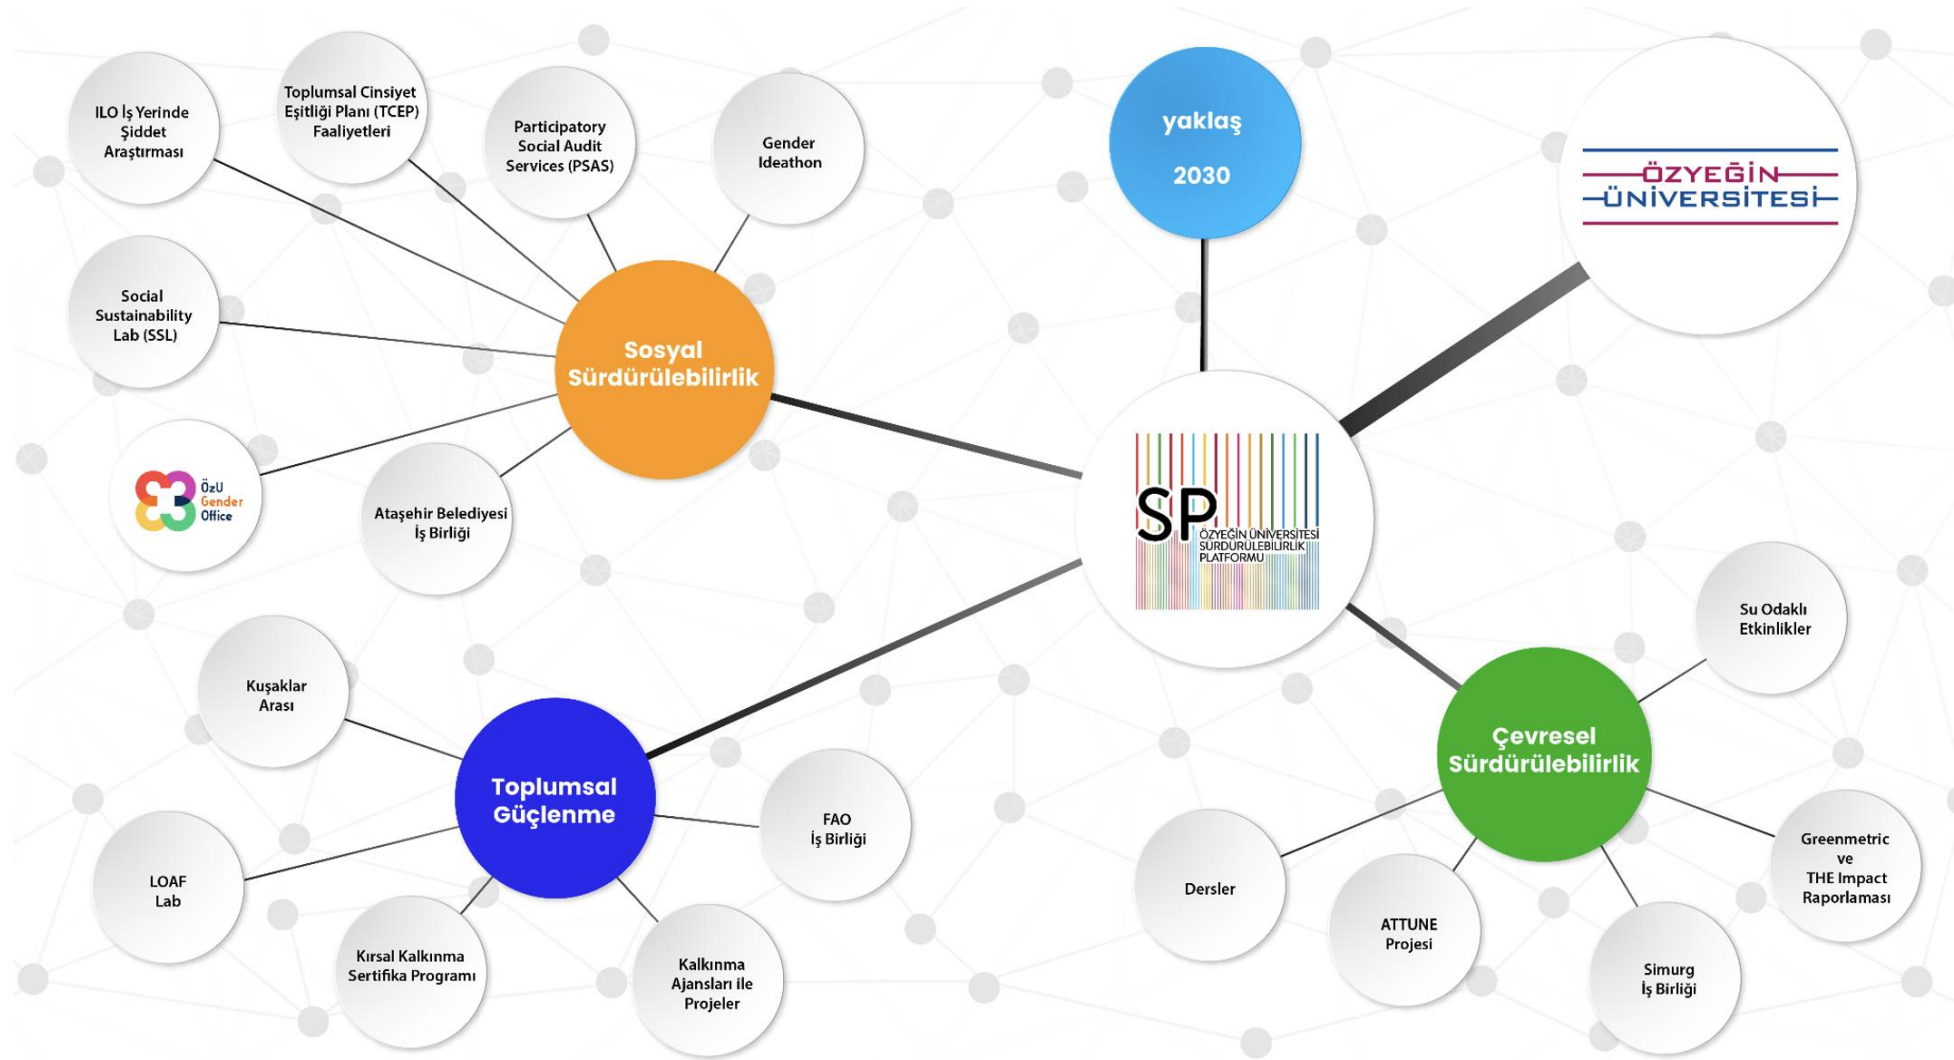 ILO İş Yerinde
Şiddet
Araştırması
Toplumsal Cinsiyet
Eşitliği Planı (TCEP)
Faaliyetleri
Participatory
Social Audit
Services (PSAS)
Gender
Ideathon
yaklaş
2030
ÖZYEĞİN
ÜNİVERSİTESİ
Social
Sustainability
Lab (SSL)
Sosyal
Sürdürülebilirlik
ÖzU
Gender
Office
Ataşehir Belediyesi
İş Birliği
SP
ÖZYEĞİN ÜNİVERSİTESİ
SÜRDÜRÜLEBİLİRLİK
PLATFORMU
Su Odaklı
Etkinlikler
Kuşaklar
Arası
Toplumsal
Güçlenme
Çevresel
Sürdürülebilirlik
FAO
İş Birliği
LOAF
Lab
Kırsal Kalkınma
Sertifika Programı
Kalkınma
Ajansları ile
Projeler
Dersler
ATTUNE
Projesi
Simurg
İş Birliği
Greenmetric
ve
THE Impact
Raporlaması